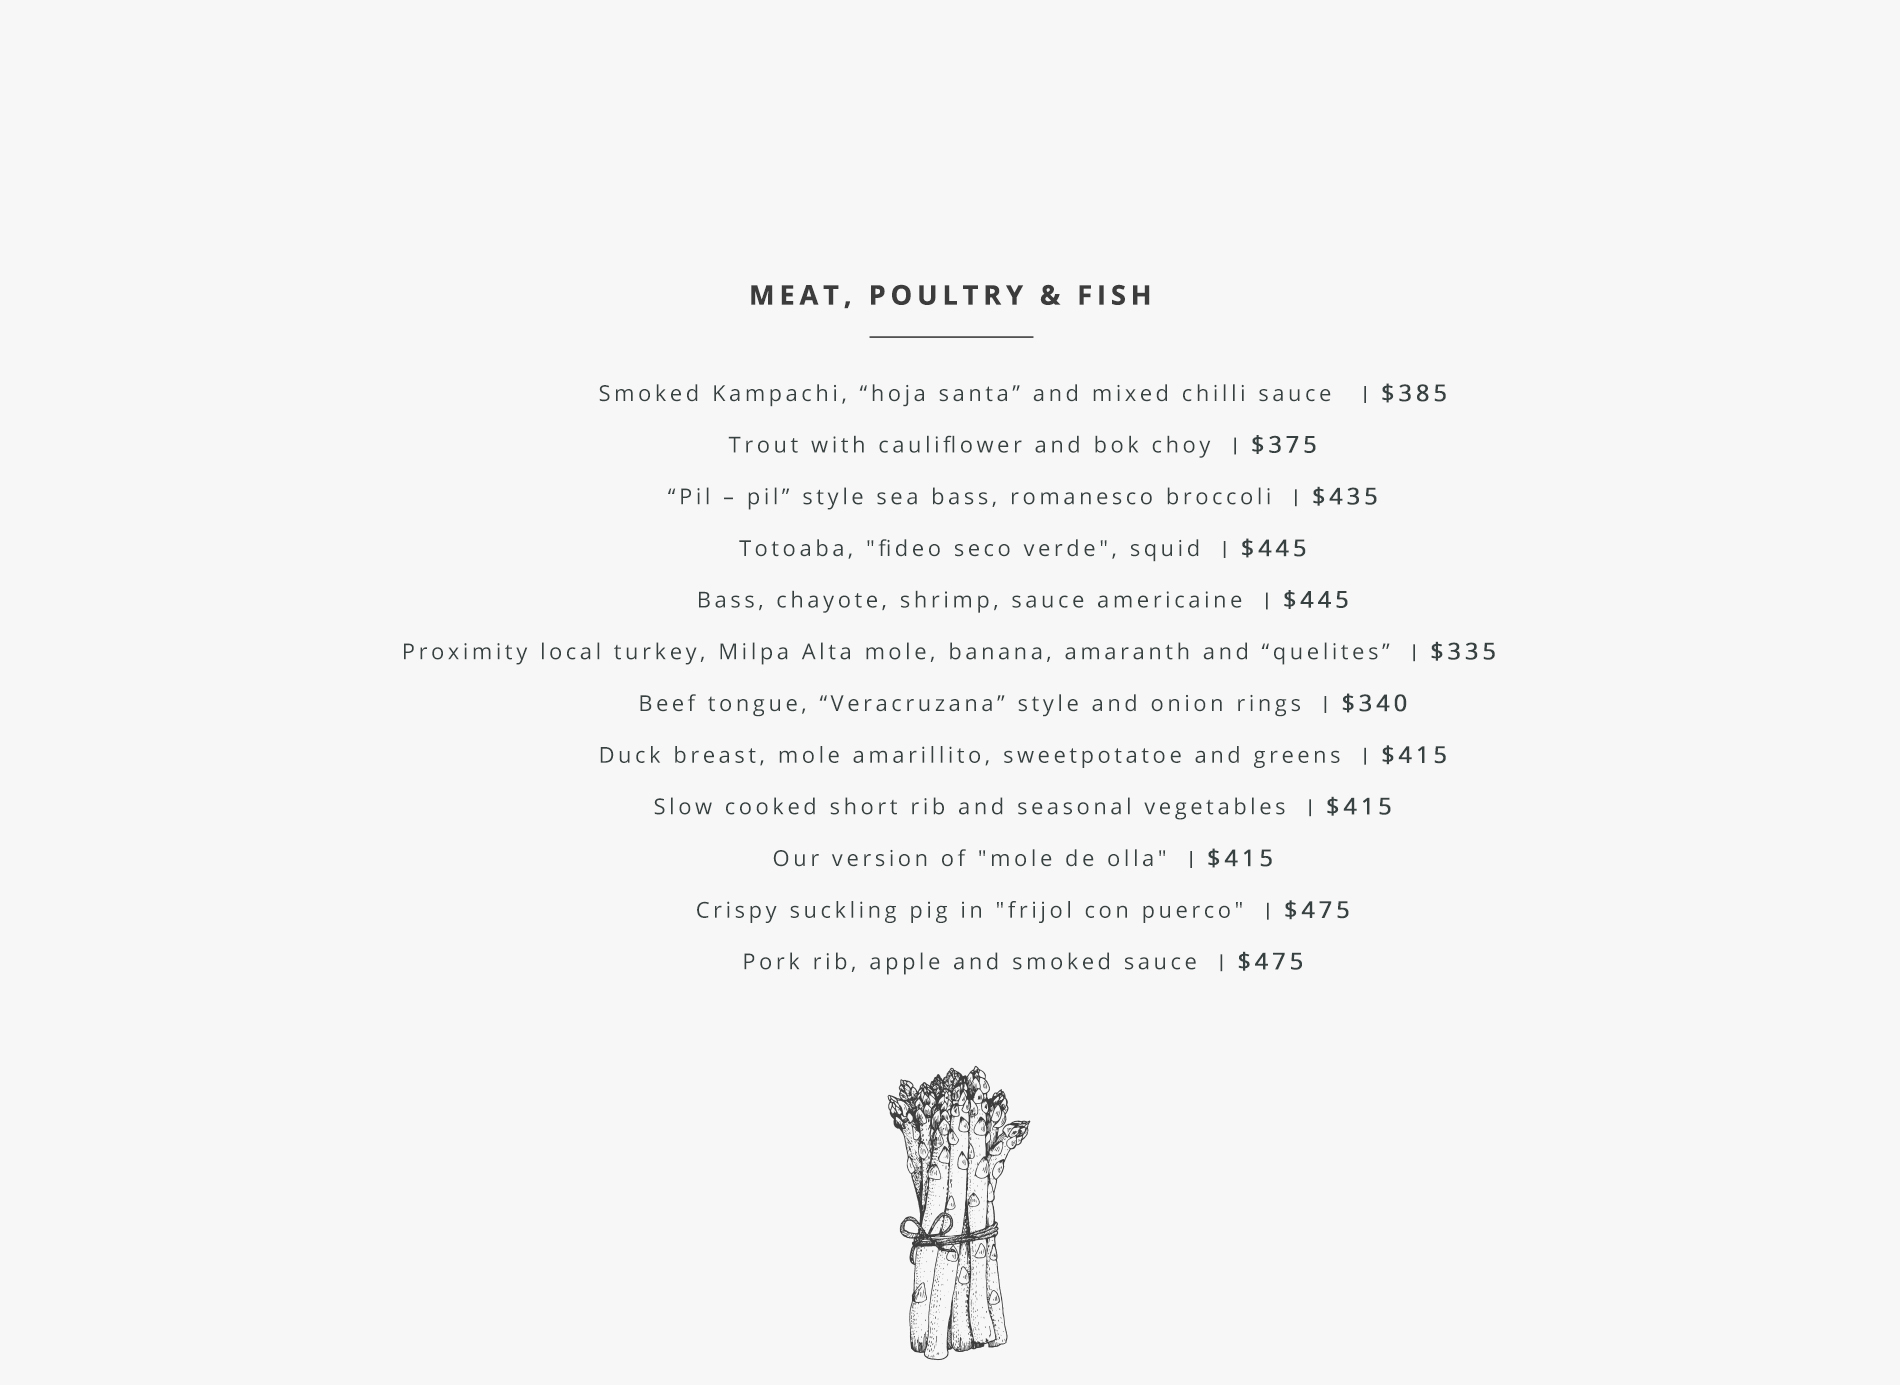 MEAT, POULTRY & FISH
Smoked Kampachi, “hoja santa” and mixed chilli sauce | $385
Trout with cauliflower and bok choy | $375
“Pil – pil” style sea bass, romanesco broccoli | $435
Totoaba, "fideo seco verde", squid | $445
Bass, chayote, shrimp, sauce americaine | $445
Proximity local turkey, Milpa Alta mole, banana, amaranth and “quelites” | $335
Beef tongue, “Veracruzana” style and onion rings | $340
Duck breast, mole amarillito, sweetpotatoe and greens | $415
Slow cooked short rib and seasonal vegetables | $415
Our version of "mole de olla" | $415
Crispy suckling pig in "frijol con puerco" | $475
Pork rib, apple and smoked sauce | $475